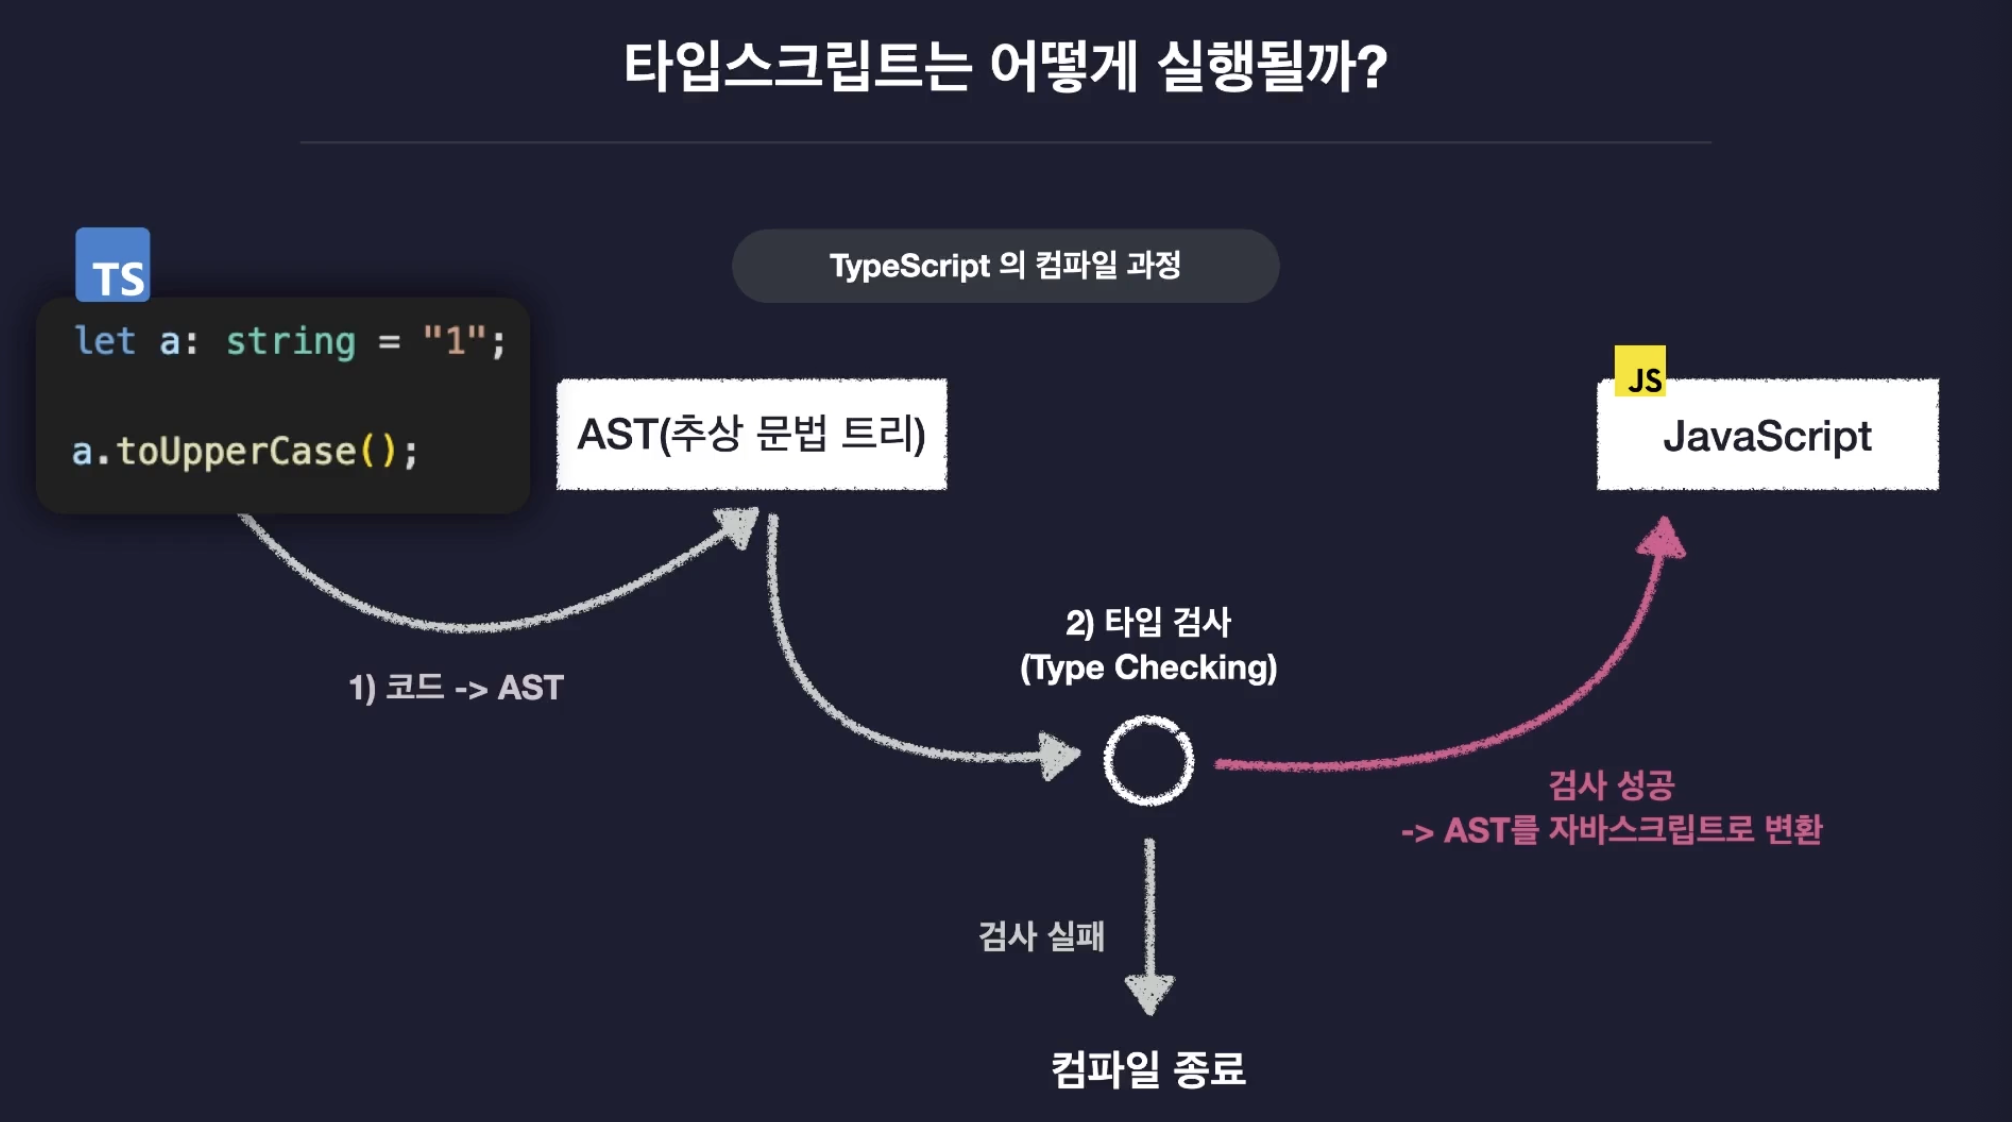 타입스크립트는 어떻게 실행될까?
TypeScript 의 컴파일 과정
TS
let a: string = "1";
a.toUpperCase();
AST(추상 문법 트리)
JS
JavaScript
1) 코드 -> AST
2) 타입 검사
(Type Checking)
검사 성공
-> AST를 자바스크립트로 변환
검사 실패
컴파일 종료